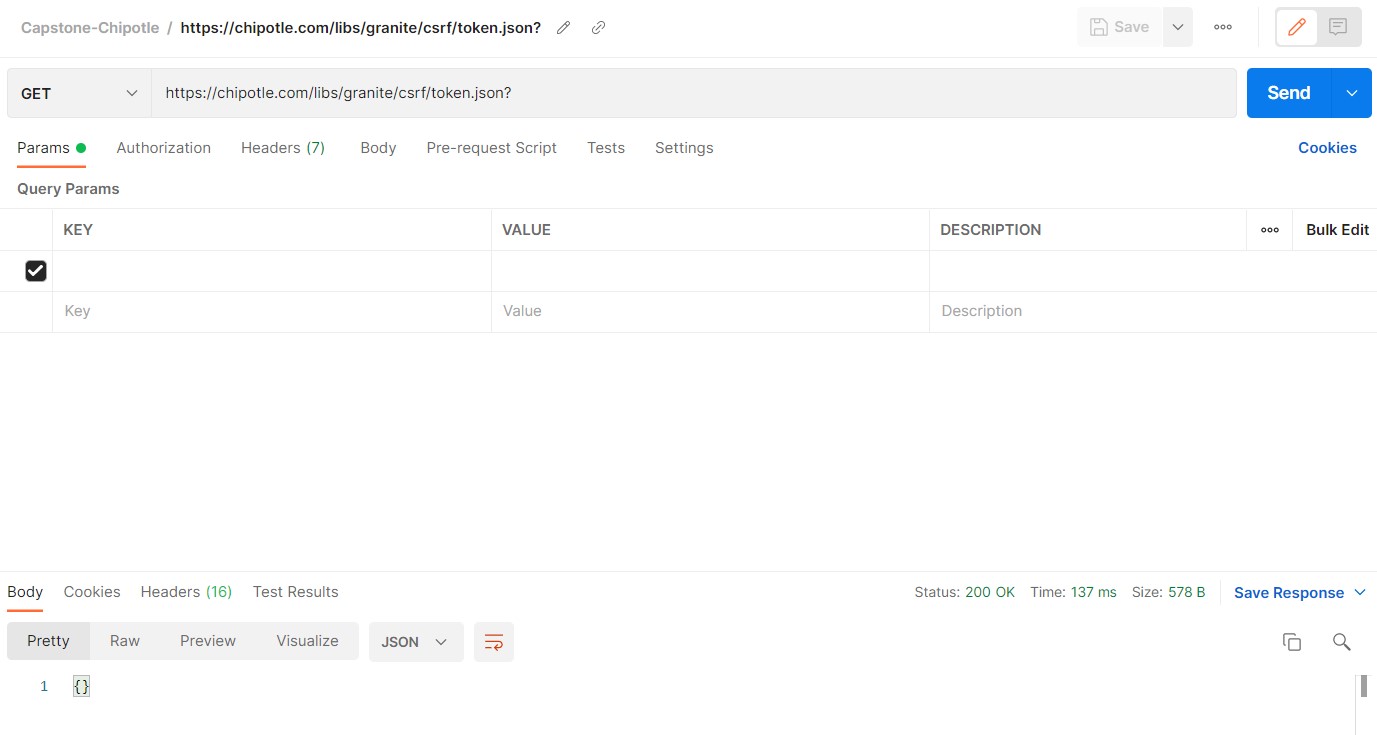 Capstone-Chipotle / https://chipotle.com/libs/granite/csrf/token.json? Save
GET https://chipotle.com/libs/granite/csrf/token.json? Send
Params Authorization Headers (7) Body Pre-request Script Tests Settings Cookies
Query Params
KEY VALUE DESCRIPTION Bulk Edit
Key Value Description
Body Cookies Headers (16) Test Results Status: 200 OK Time: 137 ms Size: 578 B Save Response
Pretty Raw Preview Visualize JSON
1 {}